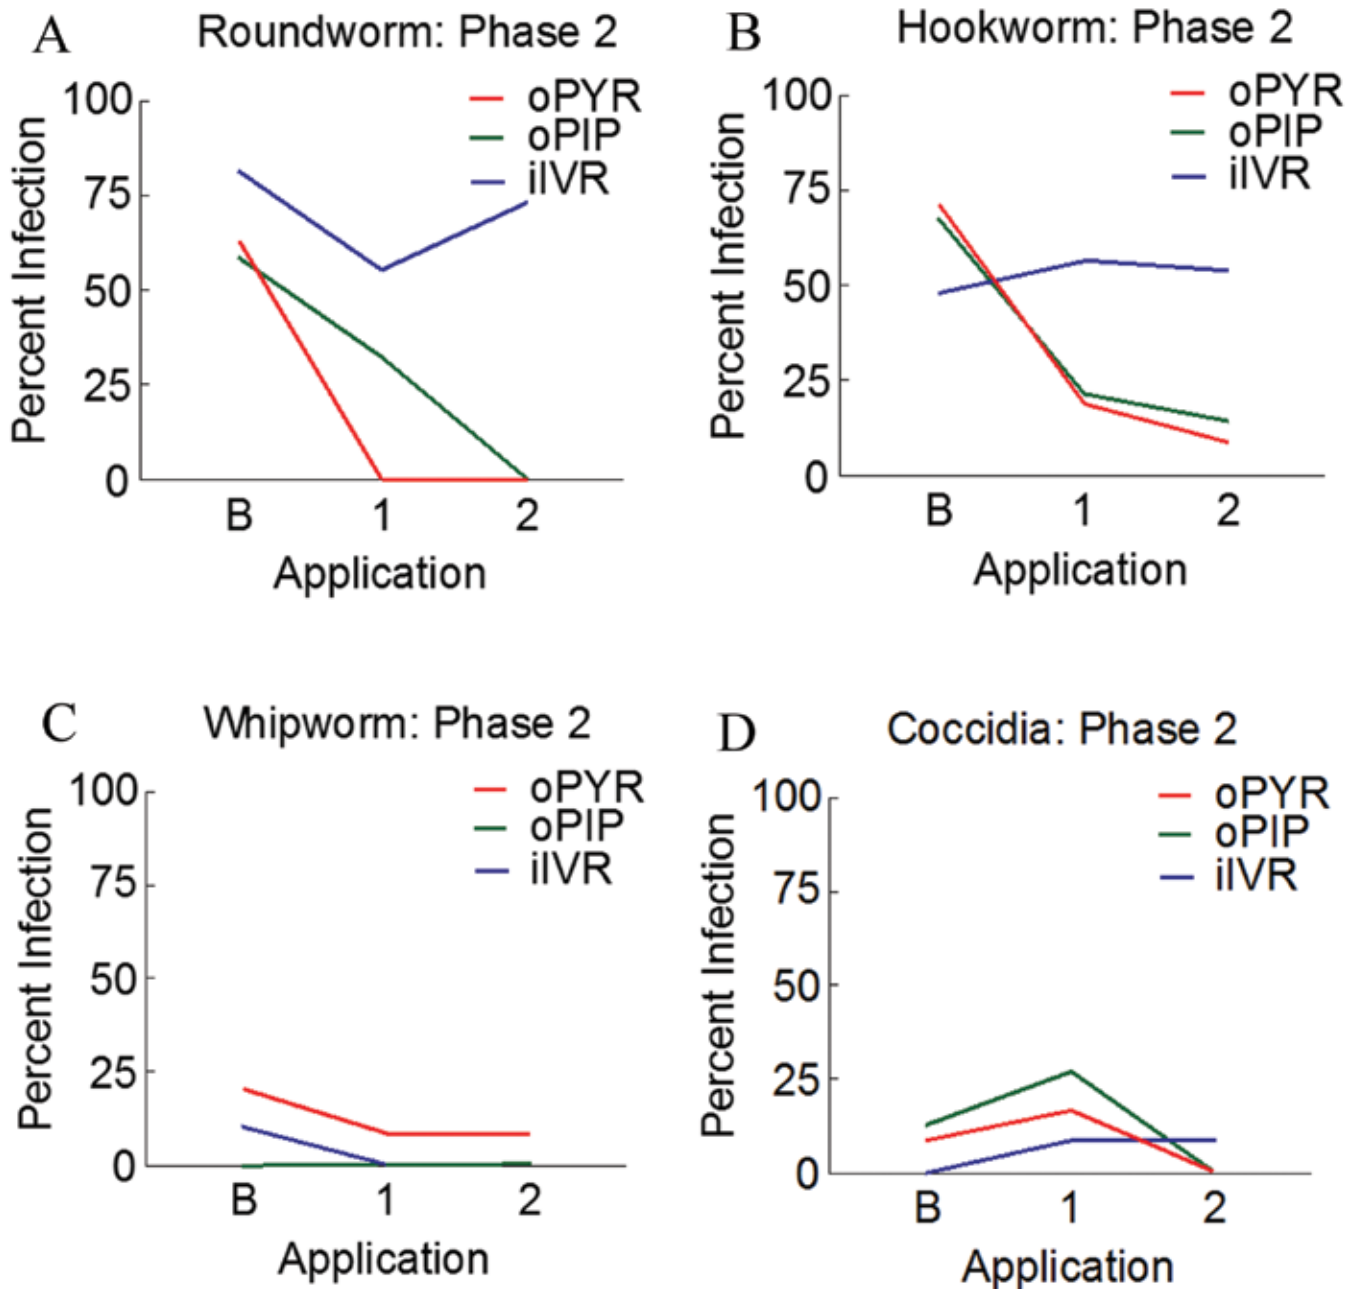 A Roundworm: Phase 2
oPYR
oPIP
iIVR
Percent Infection
100
75
50
25
0
B 1 2
Application
B Hookworm: Phase 2
oPYR
oPIP
iIVR
Percent Infection
100
75
50
25
0
B 1 2
Application
C Whipworm: Phase 2
oPYR
oPIP
iIVR
Percent Infection
100
75
50
25
0
B 1 2
Application
D Coccidia: Phase 2
oPYR
oPIP
iIVR
Percent Infection
100
75
50
25
0
B 1 2
Application